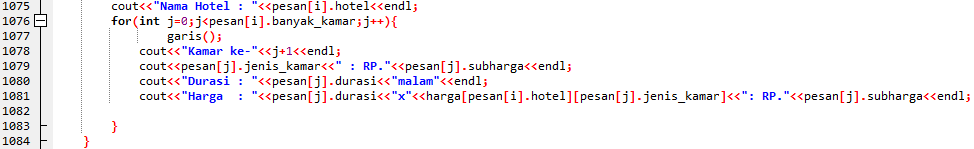 1075 cout<<"Nama Hotel : "<<pesan[i].hotel<<endl;
1076 for(int j=0;j<pesan[i].banyak_kamar;j++){
1077 garis();
1078 cout<<"Kamar ke-"<<j+1<<endl;
1079 cout<<pesan[j].jenis_kamar<<" : RP."<<pesan[j].subharga<<endl;
1080 cout<<"Durasi : "<<pesan[j].durasi<<"malam"<<endl;
1081 cout<<"Harga  : "<<pesan[j].durasi<<"x"<<harga[pesan[i].hotel][pesan[j].jenis_kamar]<<": RP."<<pesan[j].subharga<<endl;
1082
1083 }
1084 }